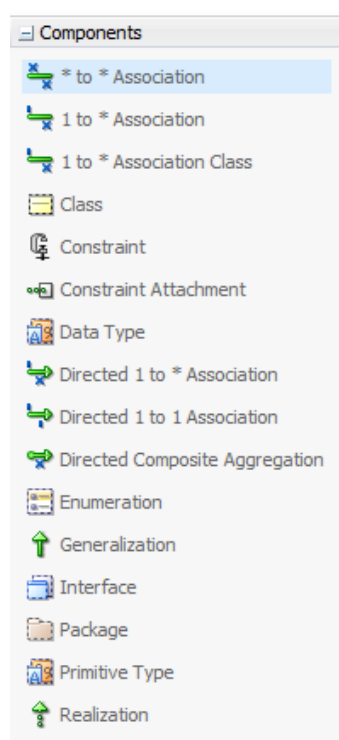 Components
* to * Association
1 to * Association
1 to * Association Class
Class
Constraint
Constraint Attachment
Data Type
Directed 1 to * Association
Directed 1 to 1 Association
Directed Composite Aggregation
Enumeration
Generalization
Interface
Package
Primitive Type
Realization